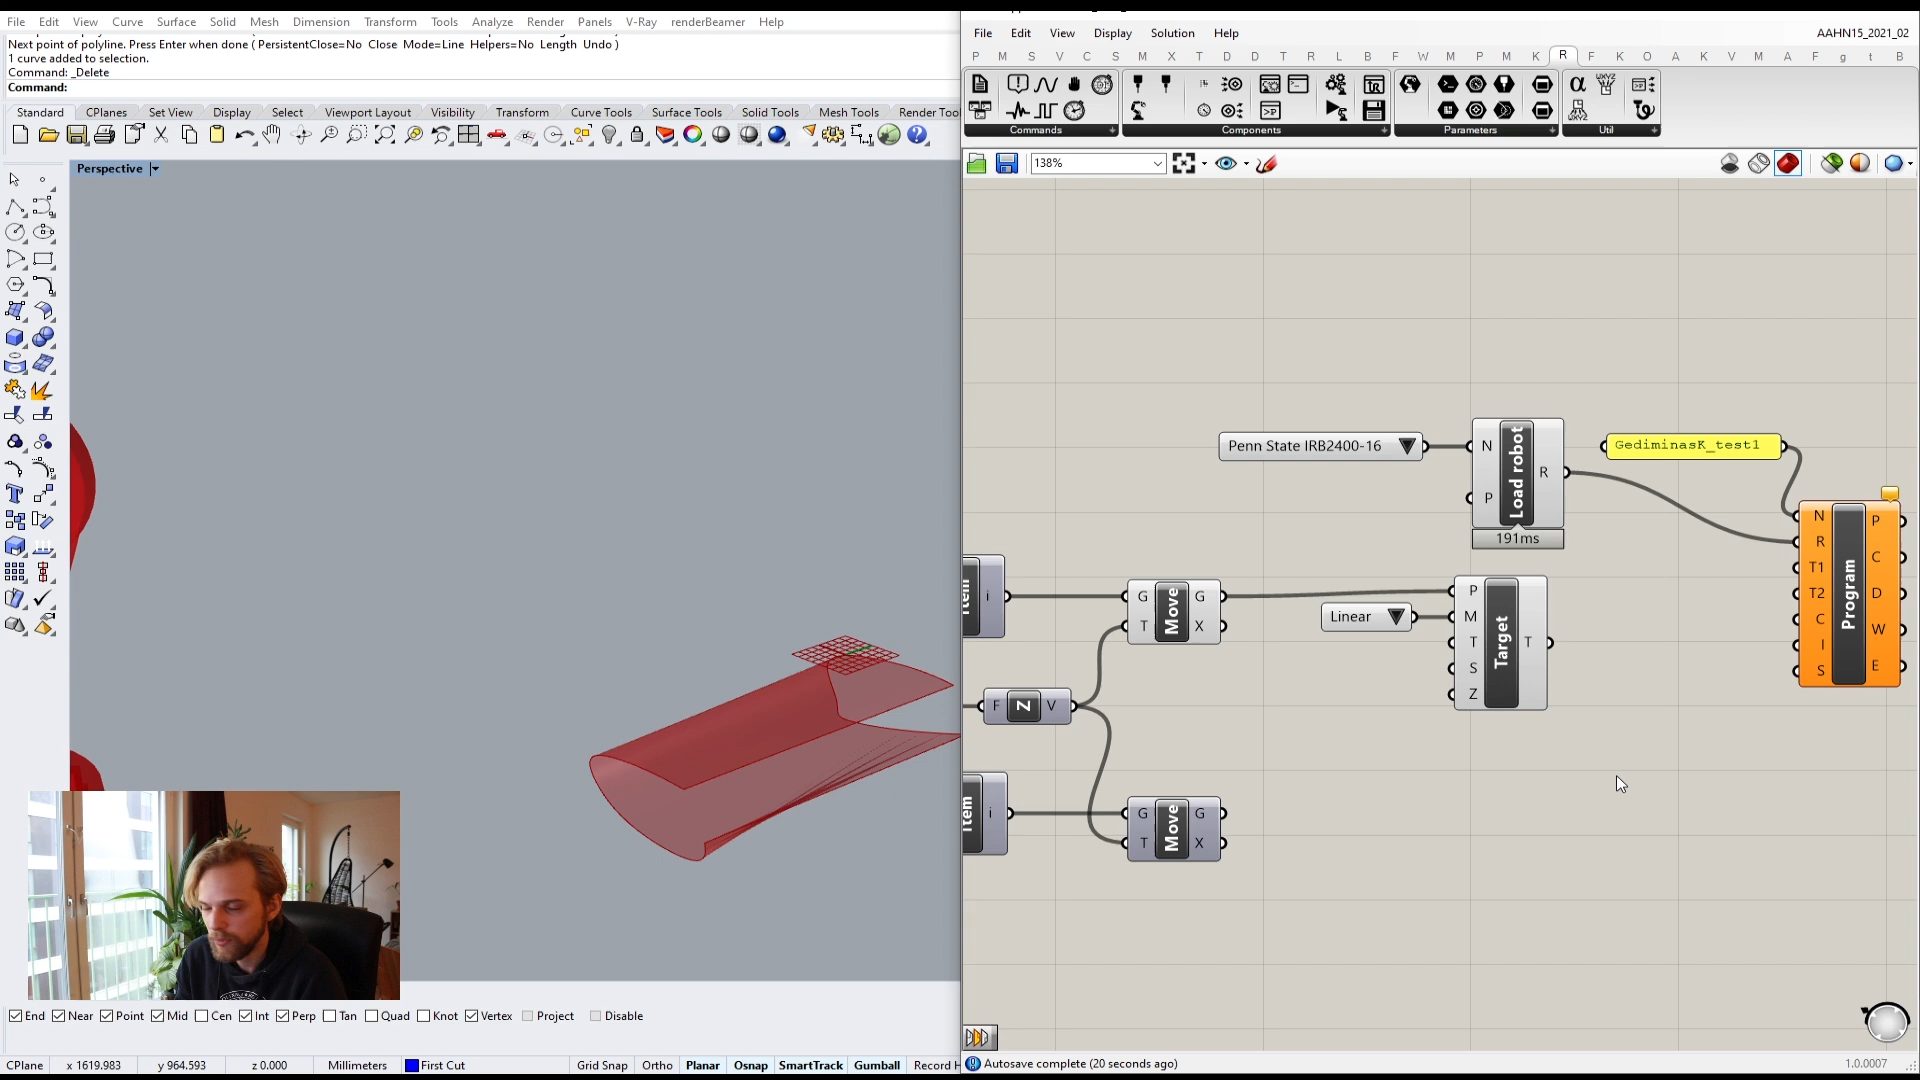 File Edit View Curve Surface Solid Mesh Dimension Transform Tools Analyze Render Panels V-Ray renderBeamer Help
Next point of polyline. Press Enter when done ( PersistentClose=No Close Mode=Line Helpers=No Length Undo )
1 curve added to selection.
Command: _Delete
Command:
Standard CPlanes Set View Display Select Viewport Layout Visibility Transform Curve Tools Surface Tools Solid Tools Mesh Tools Render Too
Perspective
File Edit View Display Solution Help
AAHN15_2021_02
P M S V C S M X T D D T R L B F W M P M K R F K O K V M A F g t B
Commands Components Parameters Util
138%
Penn State IRB2400-16
N P Load robot R
191ms
GediminasK_test1
N R T1 T2 C I S Program P C D W E
Item i
G T Move G X
Linear
P M T S Z Target T
F Z V
Item i
G T Move G X
End Near Point Mid Cen Int Perp Tan Quad Knot Vertex Project Disable
CPlane x 1619.983 y 964.593 z 0.000 Millimeters First Cut Grid Snap Ortho Planar Osnap SmartTrack Gumball Record H
Autosave complete (20 seconds ago)
1.0.0007